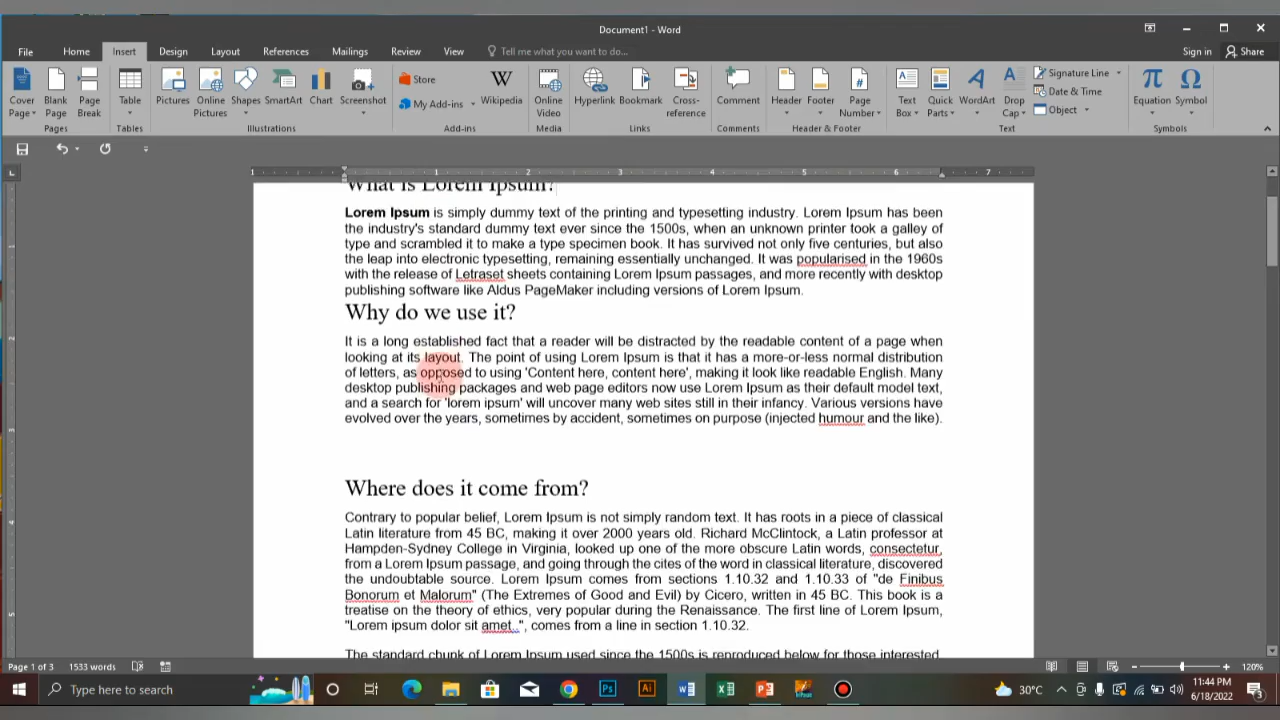 Document1 - Word
File Home Insert Design Layout References Mailings Review View Tell me what you want to do... Sign in Share
Cover Page Blank Page Page Break Table Pictures Online Pictures Shapes SmartArt Chart Screenshot Store My Add-ins Wikipedia Online Video Hyperlink Bookmark Cross-reference Comment Header Footer Page Number Text Box Quick Parts WordArt Drop Cap Signature Line Date & Time Object Equation Symbol
Pages Tables Illustrations Add-ins Media Links Comments Header & Footer Text Symbols
1 1 2 3 4 5 6 7
What is Lorem Ipsum?
Lorem Ipsum is simply dummy text of the printing and typesetting industry. Lorem Ipsum has been
the industry's standard dummy text ever since the 1500s, when an unknown printer took a galley of
type and scrambled it to make a type specimen book. It has survived not only five centuries, but also
the leap into electronic typesetting, remaining essentially unchanged. It was popularised in the 1960s
with the release of Letraset sheets containing Lorem Ipsum passages, and more recently with desktop
publishing software like Aldus PageMaker including versions of Lorem Ipsum.
Why do we use it?
It is a long established fact that a reader will be distracted by the readable content of a page when
looking at its layout. The point of using Lorem Ipsum is that it has a more-or-less normal distribution
of letters, as opposed to using 'Content here, content here', making it look like readable English. Many
desktop publishing packages and web page editors now use Lorem Ipsum as their default model text,
and a search for 'lorem ipsum' will uncover many web sites still in their infancy. Various versions have
evolved over the years, sometimes by accident, sometimes on purpose (injected humour and the like).
Where does it come from?
Contrary to popular belief, Lorem Ipsum is not simply random text. It has roots in a piece of classical
Latin literature from 45 BC, making it over 2000 years old. Richard McClintock, a Latin professor at
Hampden-Sydney College in Virginia, looked up one of the more obscure Latin words, consectetur,
from a Lorem Ipsum passage, and going through the cites of the word in classical literature, discovered
the undoubtable source. Lorem Ipsum comes from sections 1.10.32 and 1.10.33 of "de Finibus
Bonorum et Malorum" (The Extremes of Good and Evil) by Cicero, written in 45 BC. This book is a
treatise on the theory of ethics, very popular during the Renaissance. The first line of Lorem Ipsum,
"Lorem ipsum dolor sit amet..", comes from a line in section 1.10.32.
The standard chunk of Lorem Ipsum used since the 1500s is reproduced below for those interested.
Page 1 of 3 1533 words 120%
Type here to search 30°C 11:44 PM
6/18/2022